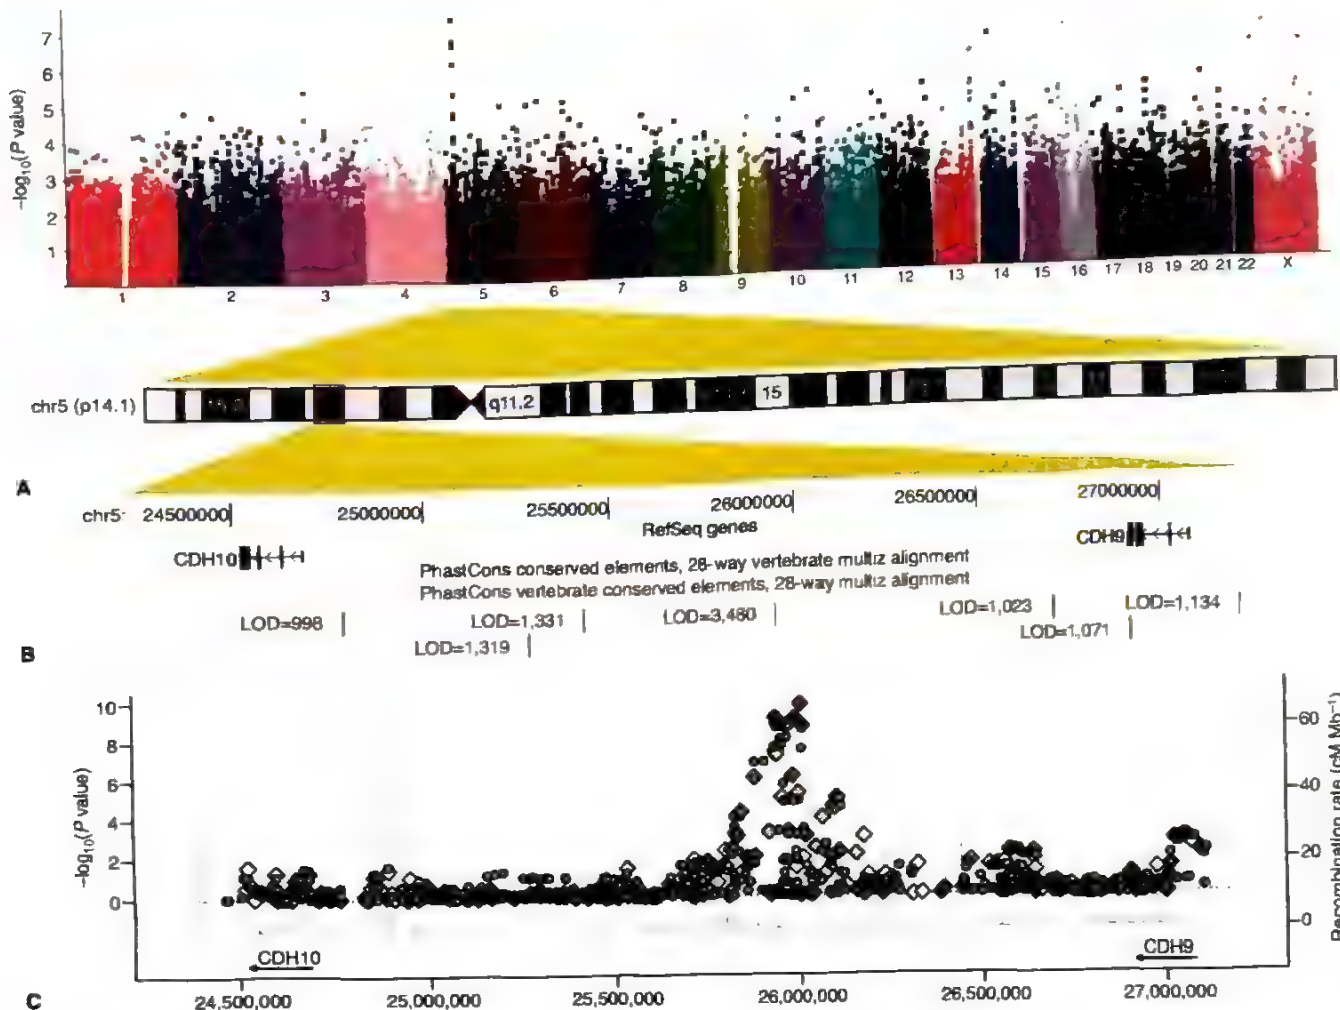 7
6
5
4
3
2
1
–log10(P value)
1 2 3 4 5 6 7 8 9 10 11 12 13 14 15 16 17 18 19 20 21 22 X
chr5 (p14.1)
q11.2
15
A
chr5: 24500000 25000000 25500000 26000000 26500000 27000000
RefSeq genes
CDH10
CDH9
PhastCons conserved elements, 28-way vertebrate multiz alignment
PhastCons vertebrate conserved elements, 28-way multiz alignment
LOD=998
LOD=1,331
LOD=3,480
LOD=1,023
LOD=1,134
LOD=1,319
LOD=1,071
B
10
8
6
4
2
0
–log10(P value)
60
40
20
0
Recombination rate (cM Mb–1)
CDH10
CDH9
24,500,000 25,000,000 25,500,000 26,000,000 26,500,000 27,000,000
C